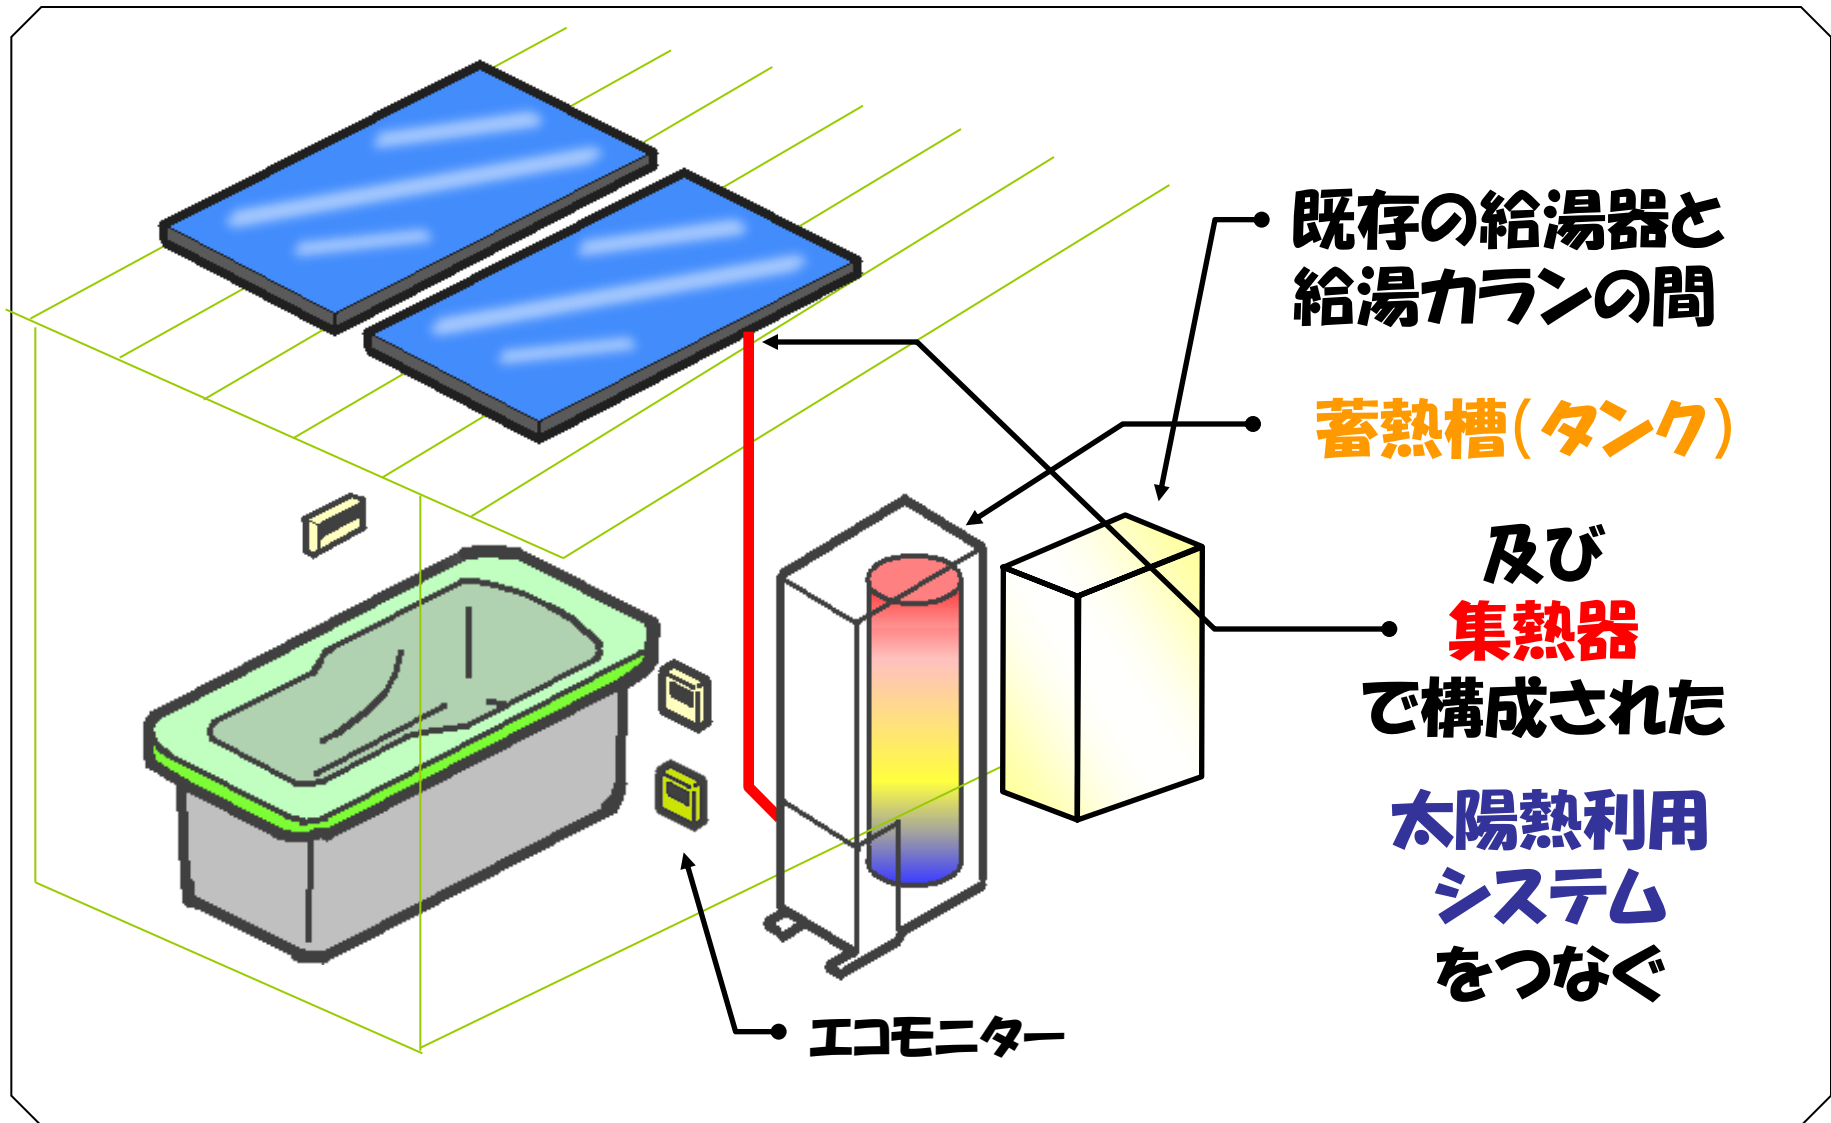 既存の給湯器と
給湯カランの間
蓄熱槽(タンク)
及び
集熱器
で構成された
太陽熱利用
システム
をつなぐ
エコモニター